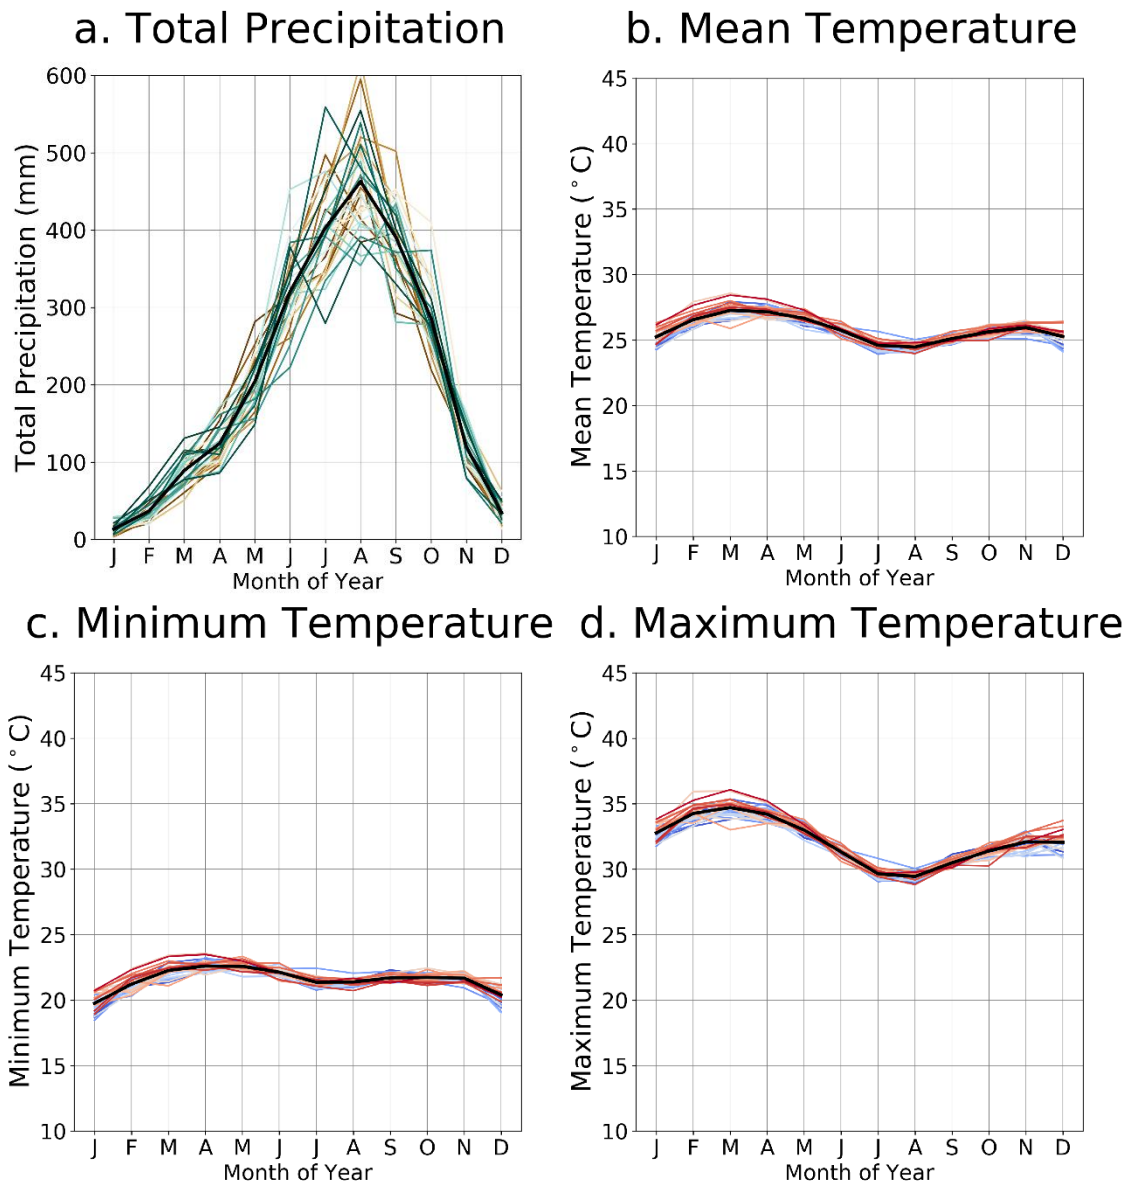 a. Total Precipitation
Total Precipitation (mm)
600
500
400
300
200
100
0
J F M A M J J A S O N D
Month of Year
b. Mean Temperature
Mean Temperature (°C)
45
40
35
30
25
20
15
10
J F M A M J J A S O N D
Month of Year
c. Minimum Temperature
Minimum Temperature (°C)
45
40
35
30
25
20
15
10
J F M A M J J A S O N D
Month of Year
d. Maximum Temperature
Maximum Temperature (°C)
45
40
35
30
25
20
15
10
J F M A M J J A S O N D
Month of Year